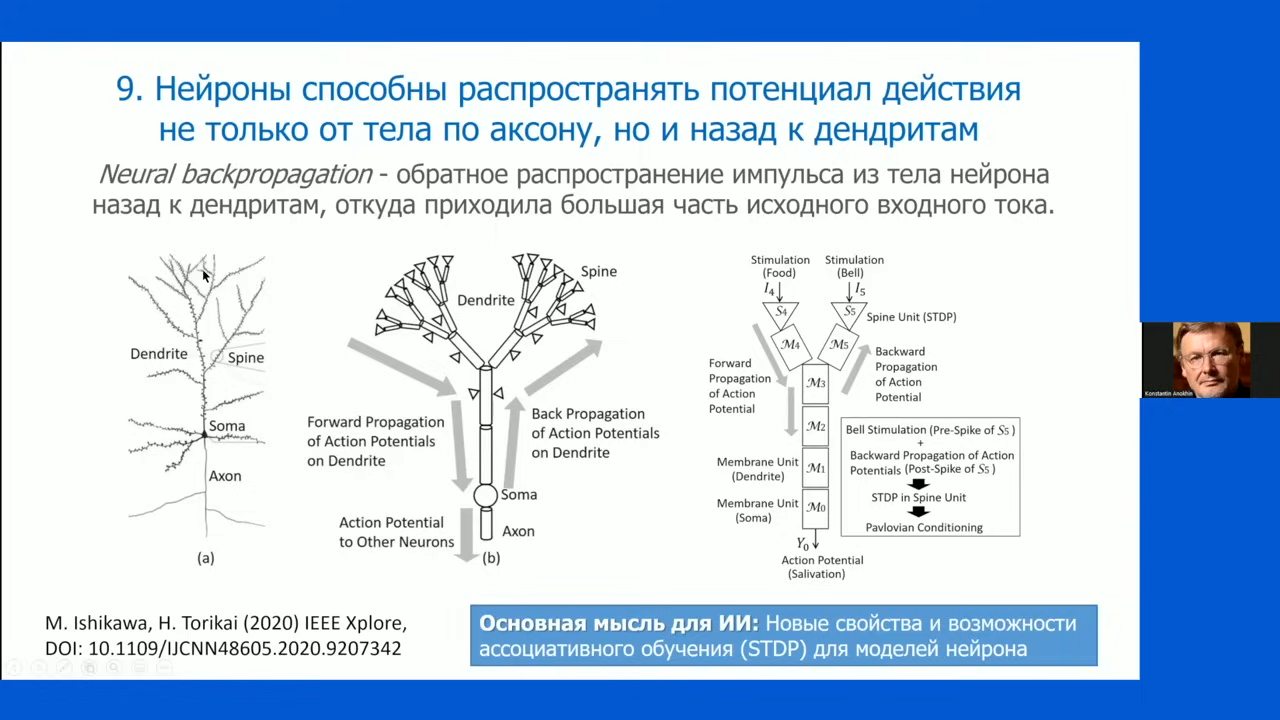 9. Нейроны способны распространять потенциал действия
не только от тела по аксону, но и назад к дендритам
Neural backpropagation - обратное распространение импульса из тела нейрона
назад к дендритам, откуда приходила большая часть исходного входного тока.
Dendrite
Spine
Soma
Axon
(a)
Spine
Dendrite
Forward Propagation
of Action Potentials
on Dendrite
Back Propagation
of Action Potentials
on Dendrite
Soma
Action Potential
to Other Neurons
Axon
(b)
Stimulation
(Food)
Stimulation
(Bell)
I4
I5
S4
S5
Spine Unit (STDP)
M4
M5
Forward
Propagation
of Action
Potential
Backward
Propagation
of Action
Potential
M3
M2
Membrane Unit
(Dendrite)
M1
Membrane Unit
(Soma)
M0
Y0
Action Potential
(Salivation)
Bell Stimulation (Pre-Spike of S5)
+
Backward Propagation of Action
Potentials (Post-Spike of S5)
STDP in Spine Unit
Pavlovian Conditioning
Konstantin Anokhin
M. Ishikawa, H. Torikai (2020) IEEE Xplore,
DOI: 10.1109/IJCNN48605.2020.9207342
Основная мысль для ИИ: Новые свойства и возможности
ассоциативного обучения (STDP) для моделей нейрона